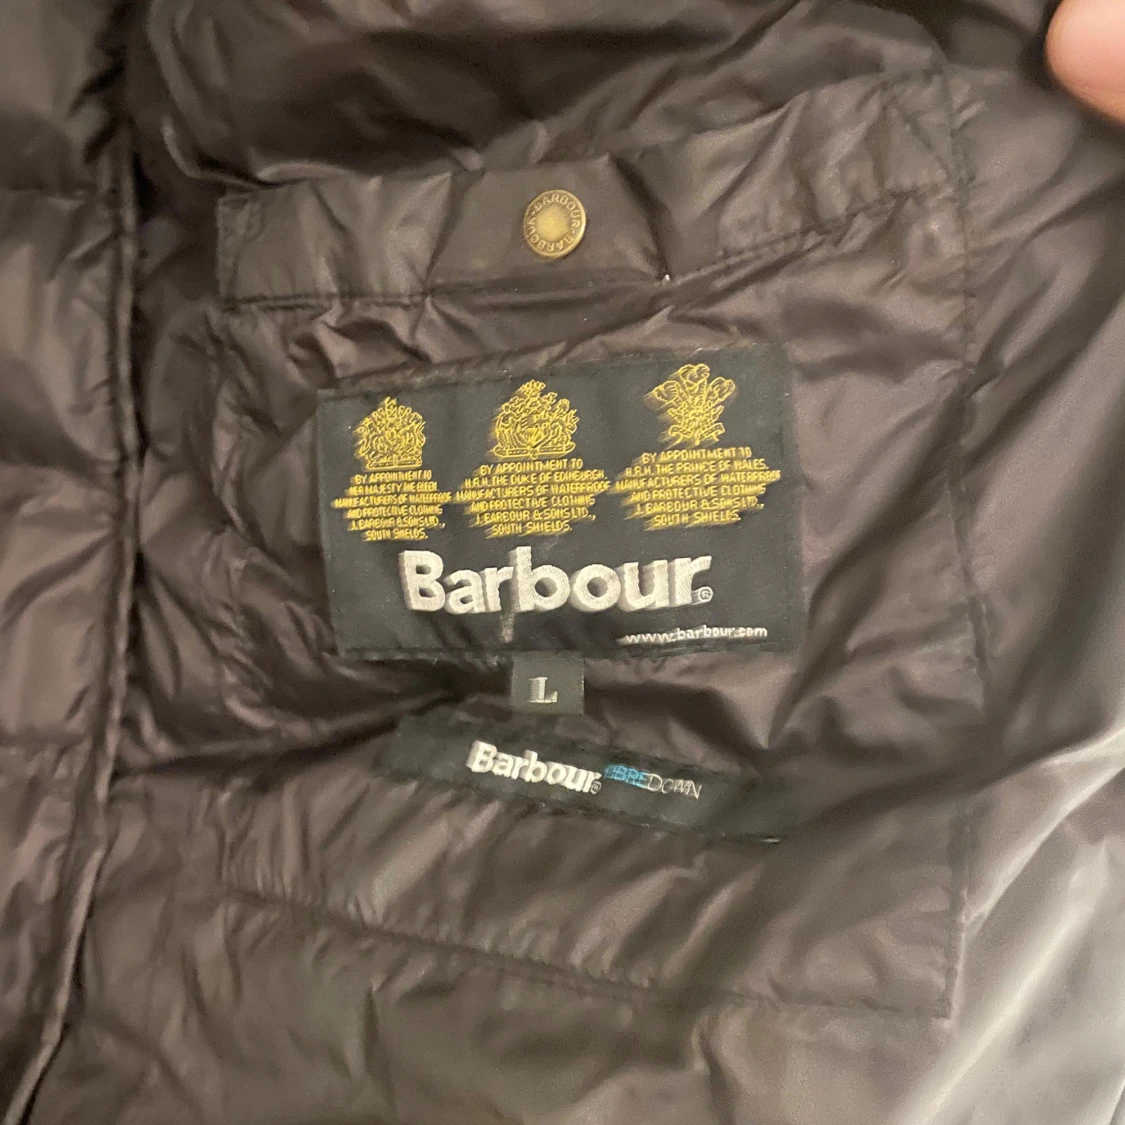 BARBOUR · BARBOUR
BY APPOINTMENT TO
HER MAJESTY THE QUEEN
MANUFACTURERS OF WATERPROOF
AND PROTECTIVE CLOTHING
J. BARBOUR & SONS LTD.,
SOUTH SHIELDS.
BY APPOINTMENT TO
H.R.H. THE DUKE OF EDINBURGH,
MANUFACTURERS OF WATERPROOF
AND PROTECTIVE CLOTHING
J. BARBOUR & SONS LTD.,
SOUTH SHIELDS.
BY APPOINTMENT TO
H.R.H. THE PRINCE OF WALES.
MANUFACTURERS OF WATERPROOF
AND PROTECTIVE CLOTHING
J. BARBOUR & SONS LTD.,
SOUTH SHIELDS.
Barbour®
www.barbour.com
L
Barbour® FIBREDOWN